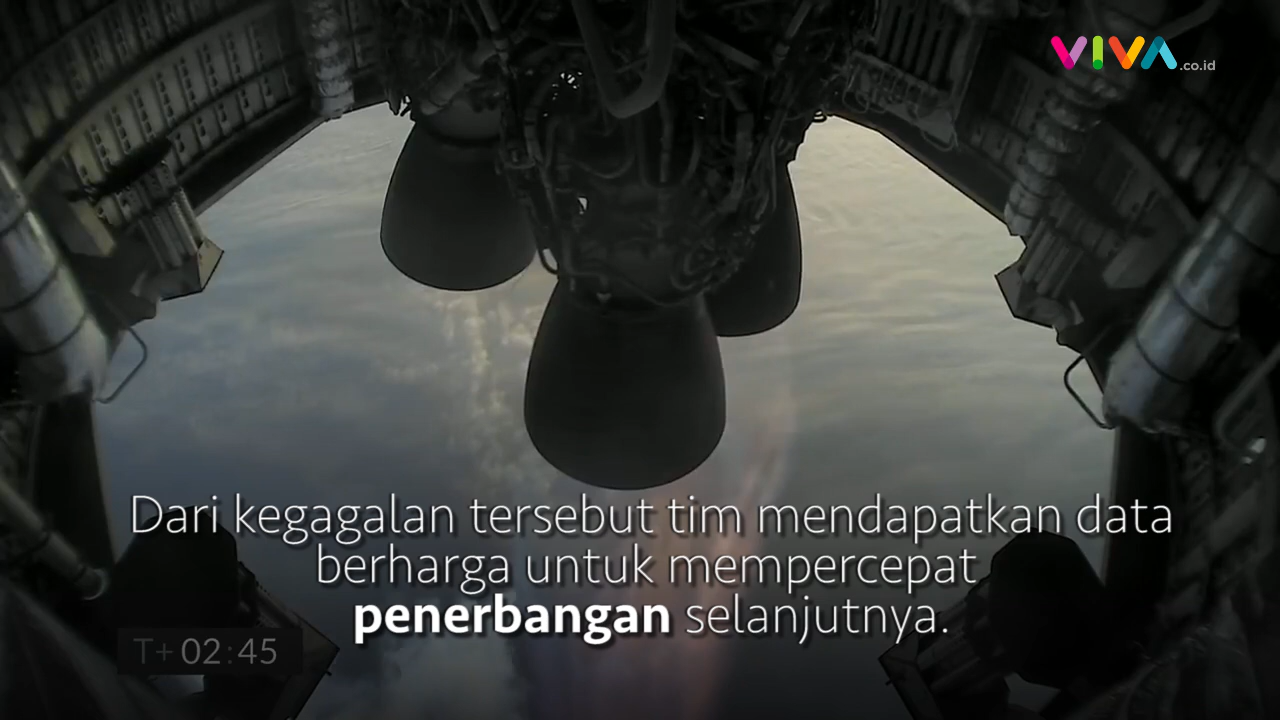 VIVA.co.id
Dari kegagalan tersebut tim mendapatkan data
berharga untuk mempercepat
penerbangan selanjutnya.
T+ 02:45